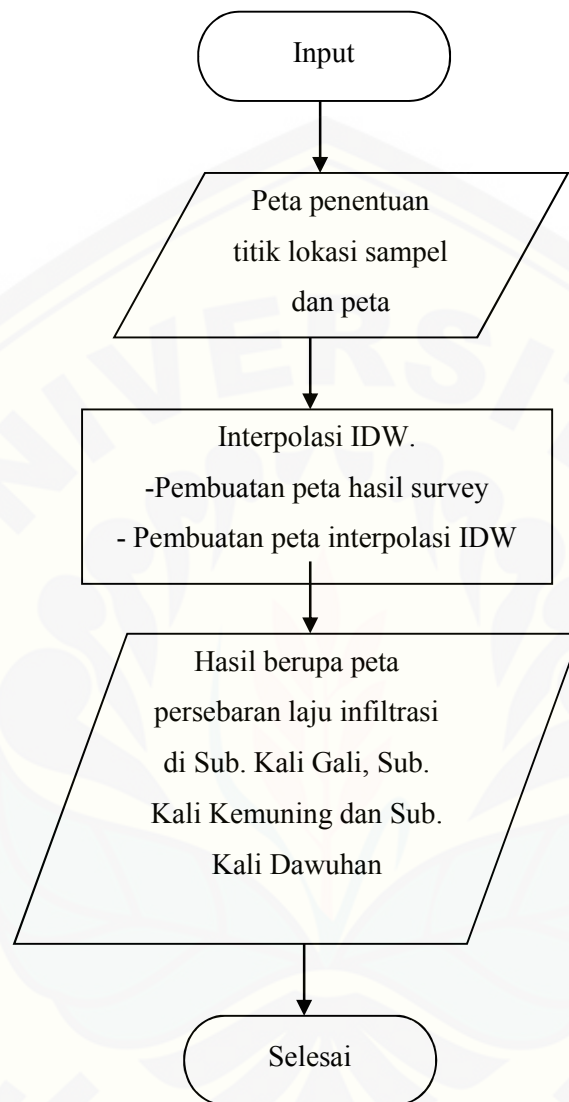 Input
Peta penentuan
titik lokasi sampel
dan peta
Interpolasi IDW.
-Pembuatan peta hasil survey
- Pembuatan peta interpolasi IDW
Hasil berupa peta
persebaran laju infiltrasi
di Sub. Kali Gali, Sub.
Kali Kemuning dan Sub.
Kali Dawuhan
Selesai